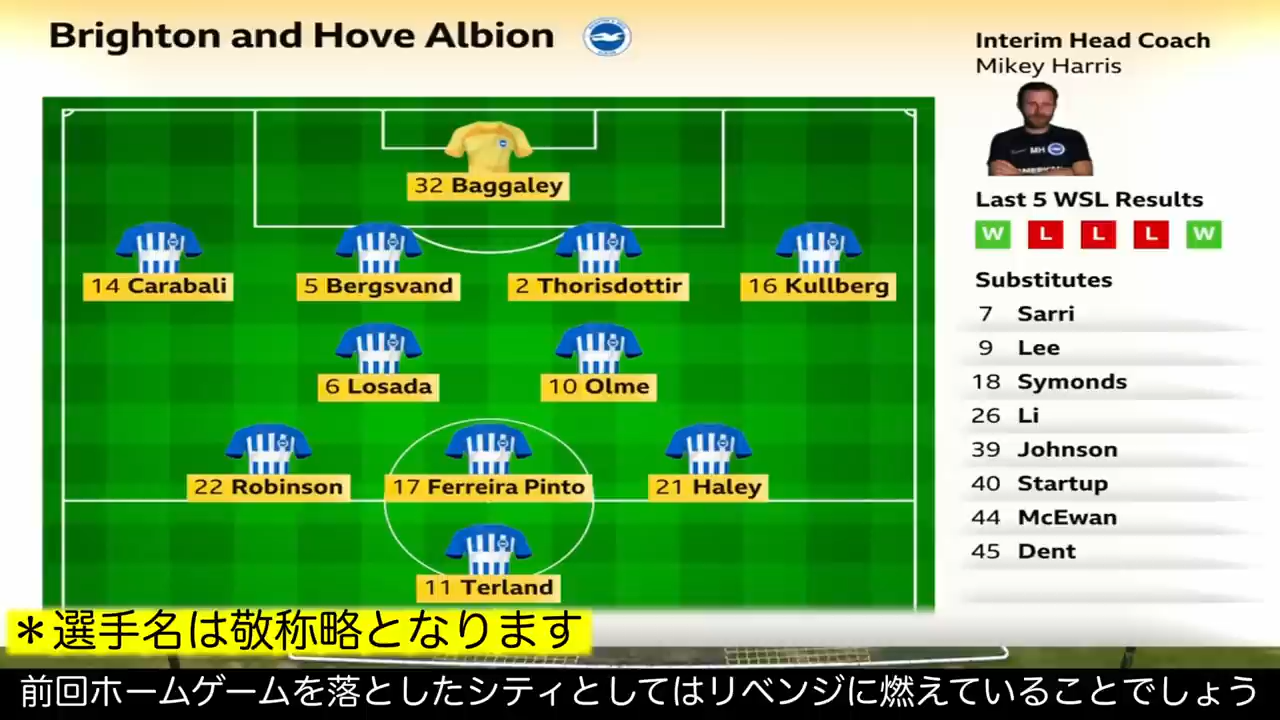 Brighton and Hove Albion
32 Baggaley
14 Carabali
5 Bergsvand
2 Thorisdottir
16 Kullberg
6 Losada
10 Olme
22 Robinson
17 Ferreira Pinto
21 Haley
11 Terland
Interim Head Coach
Mikey Harris
MH
Last 5 WSL Results
W L L L W
Substitutes
7 Sarri
9 Lee
18 Symonds
26 Li
39 Johnson
40 Startup
44 McEwan
45 Dent
＊選手名は敬称略となります
前回ホームゲームを落としたシティとしてはリベンジに燃えていることでしょう